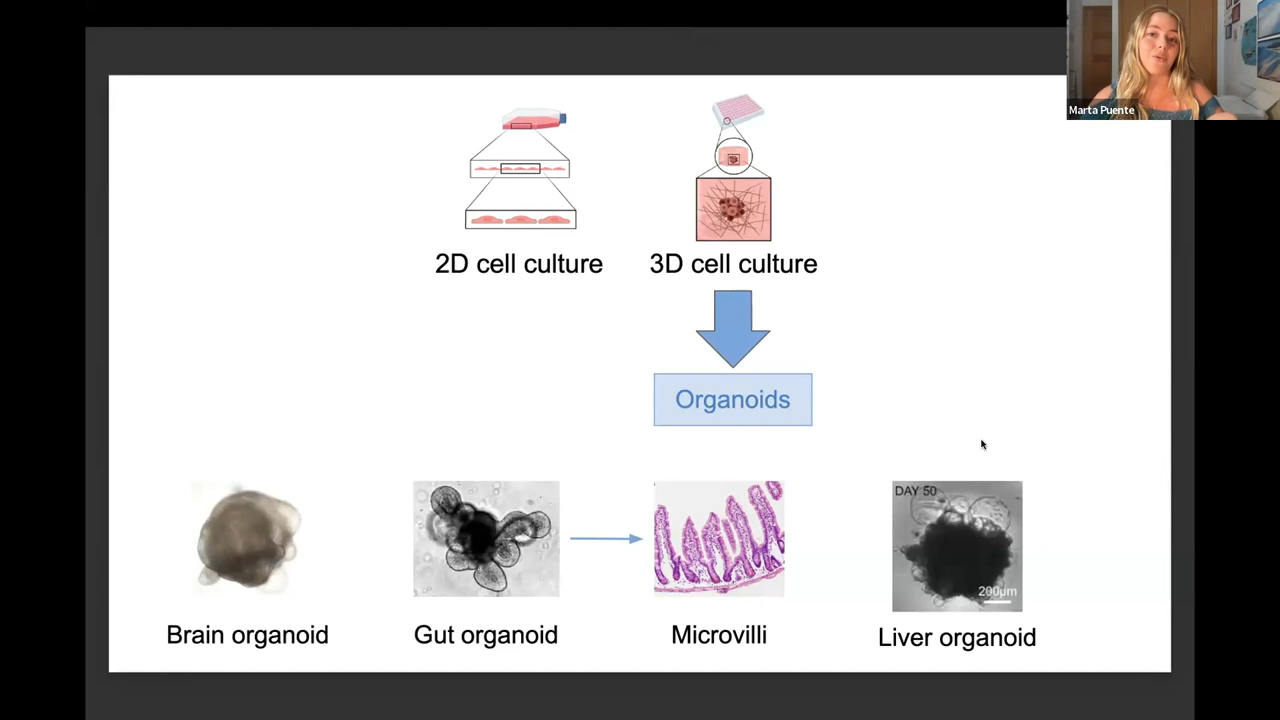 Marta Puente
2D cell culture
3D cell culture
Organoids
DAY 50
200µm
Brain organoid
Gut organoid
Microvilli
Liver organoid